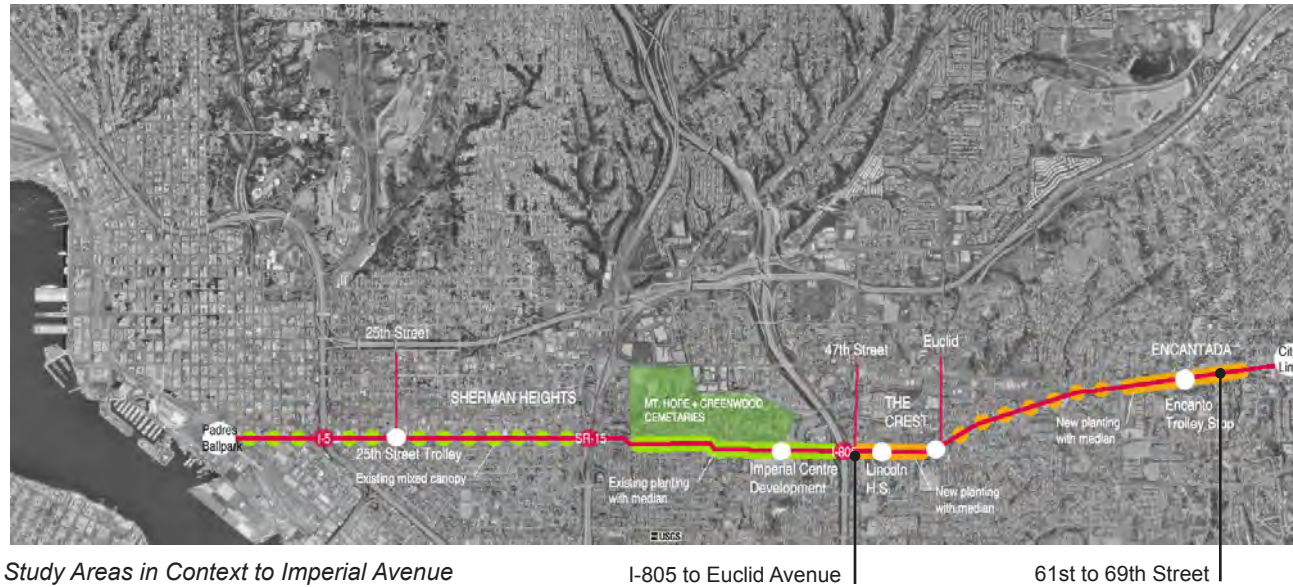 25th Street
47th Street
Euclid
ENCANTADA
City
Lim
SHERMAN HEIGHTS
MT. HOPE + GREENWOOD
CEMETARIES
THE
CREST
Padres
Ballpark
I-5
25th Street Trolley
Existing mixed canopy
SR-15
Existing planting
with median
Imperial Centre
Development
I-80
Lincoln
H.S.
New planting
with median
New planting
with median
Encanto
Trolley Stop
USGS
Study Areas in Context to Imperial Avenue
I-805 to Euclid Avenue
61st to 69th Street